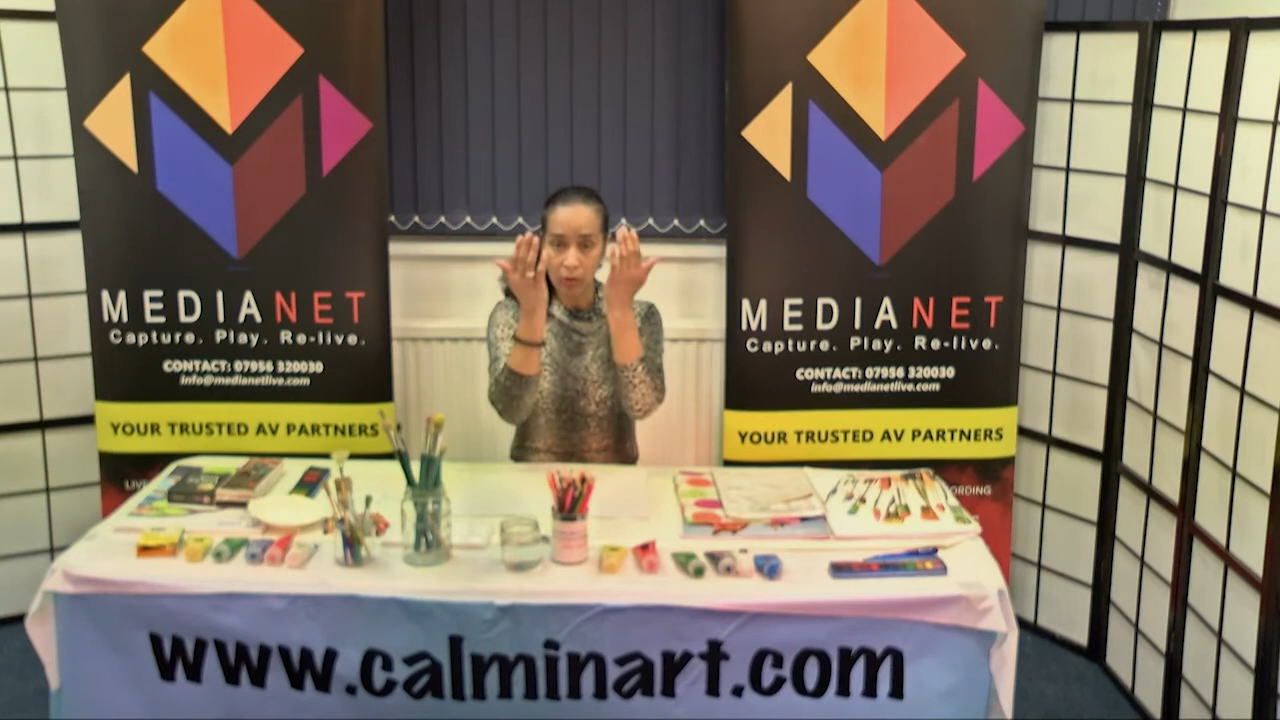 MEDIANET
Capture. Play. Re-live.
CONTACT: 07956 320030
info@medianetlive.com
YOUR TRUSTED AV PARTNERS
LIVE
MEDIANET
Capture. Play. Re-live.
CONTACT: 07956 320030
info@medianetlive.com
YOUR TRUSTED AV PARTNERS
ORDING
www.calminart.com